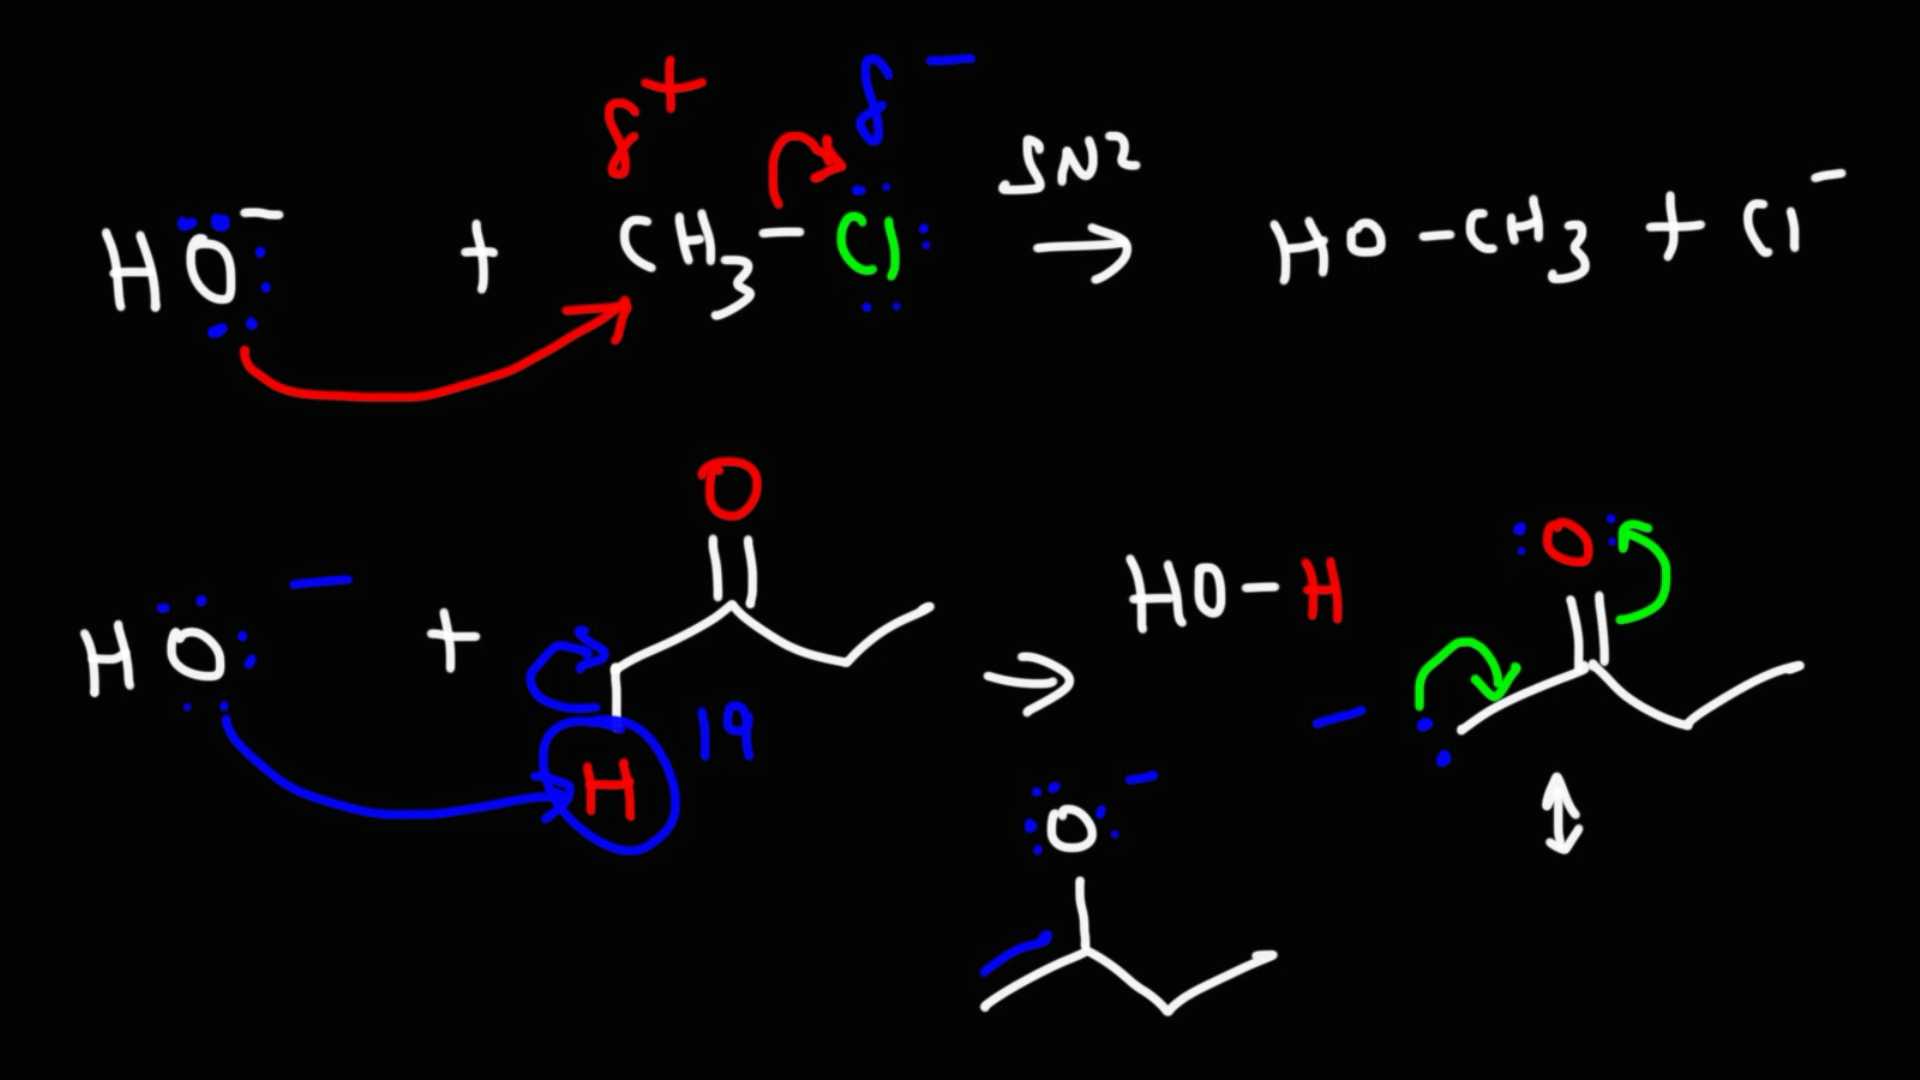 δ+ δ−
HO− + CH3−Cl SN2 → HO−CH3 + Cl−
O
HO− + H 19 → HO−H O −
O −